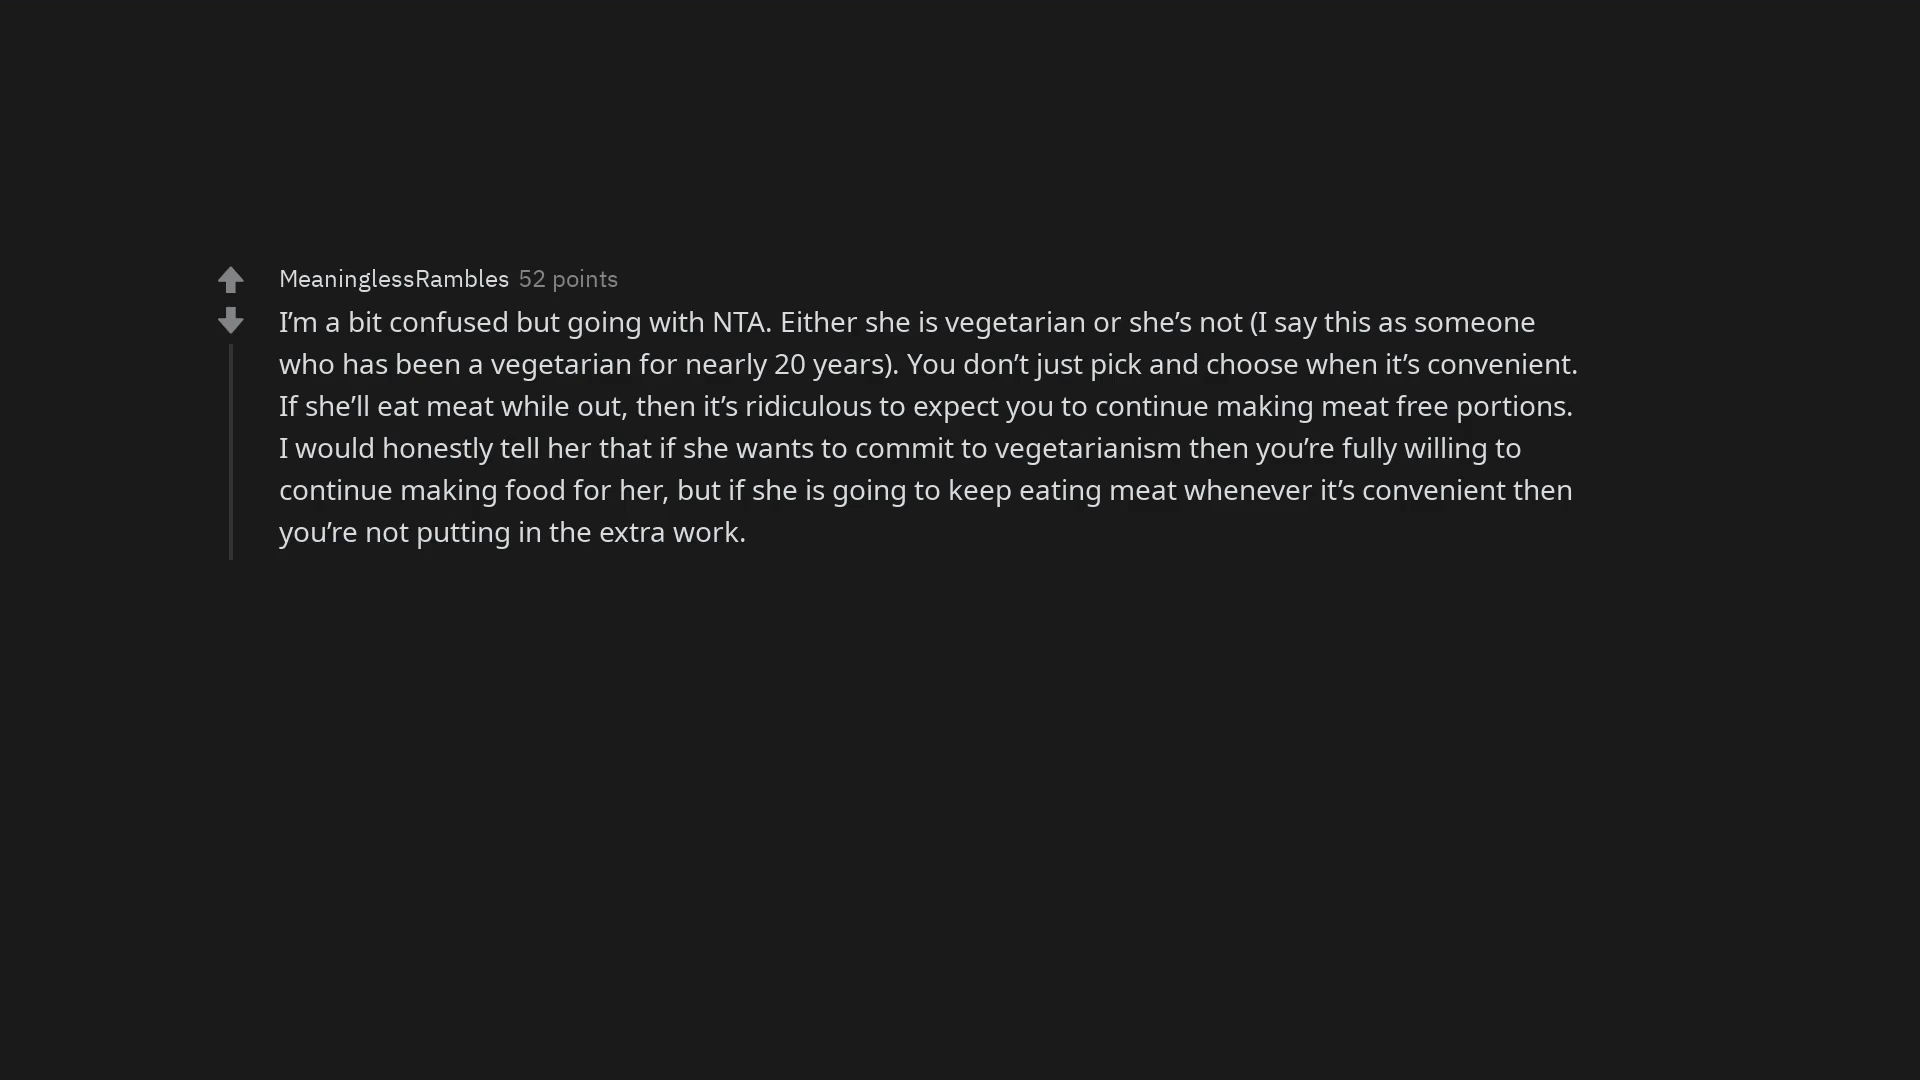 MeaninglessRambles 52 points
I’m a bit confused but going with NTA. Either she is vegetarian or she’s not (I say this as someone
who has been a vegetarian for nearly 20 years). You don’t just pick and choose when it’s convenient.
If she’ll eat meat while out, then it’s ridiculous to expect you to continue making meat free portions.
I would honestly tell her that if she wants to commit to vegetarianism then you’re fully willing to
continue making food for her, but if she is going to keep eating meat whenever it’s convenient then
you’re not putting in the extra work.